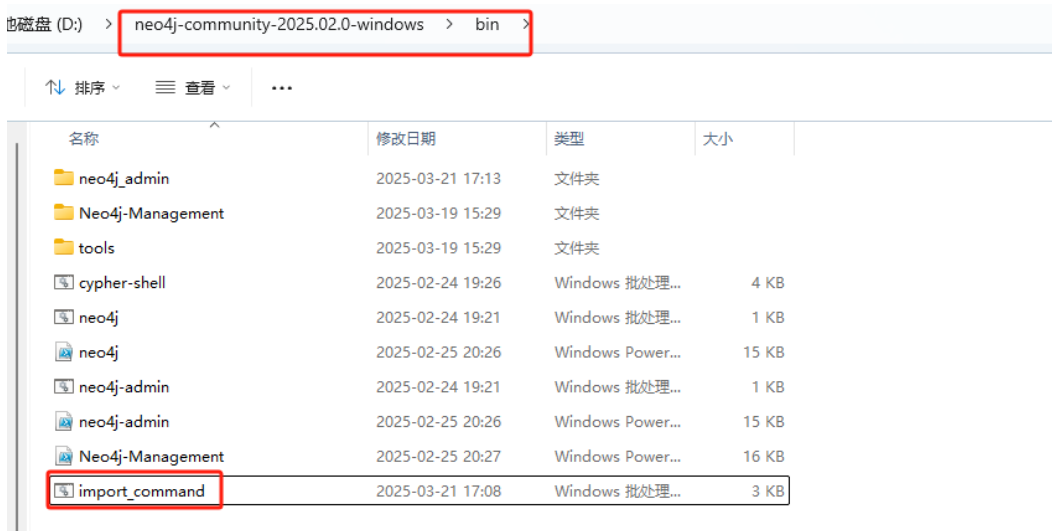 地磁盘 (D:) > neo4j-community-2025.02.0-windows > bin >
排序 查看 ...
名称 修改日期 类型 大小
neo4j_admin 2025-03-21 17:13 文件夹
Neo4j-Management 2025-03-19 15:29 文件夹
tools 2025-03-19 15:29 文件夹
cypher-shell 2025-02-24 19:26 Windows 批处理... 4 KB
neo4j 2025-02-24 19:21 Windows 批处理... 1 KB
neo4j 2025-02-25 20:26 Windows Power... 15 KB
neo4j-admin 2025-02-24 19:21 Windows 批处理... 1 KB
neo4j-admin 2025-02-25 20:26 Windows Power... 15 KB
Neo4j-Management 2025-02-25 20:27 Windows Power... 16 KB
import_command 2025-03-21 17:08 Windows 批处理... 3 KB